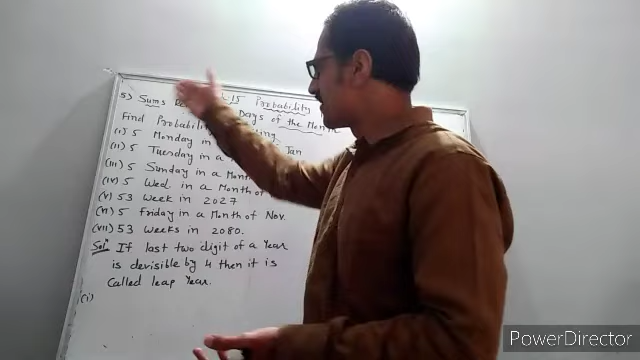 5) Sums L.15 Probability
Days of the Month
Find Probability
(i) 5 Monday in Jan
(ii) 5 Tuesday in a
(iii) 5 Sunday in a Month
(iv) 5 Wed in a Month of
(v) 53 week in 2027
(vi) 5 friday in a Month of Nov.
(vii) 53 weeks in 2080.
Solⁿ If last two digit of a Year
is devisible by 4 then it is
Called leap Year.
(i)
PowerDirector